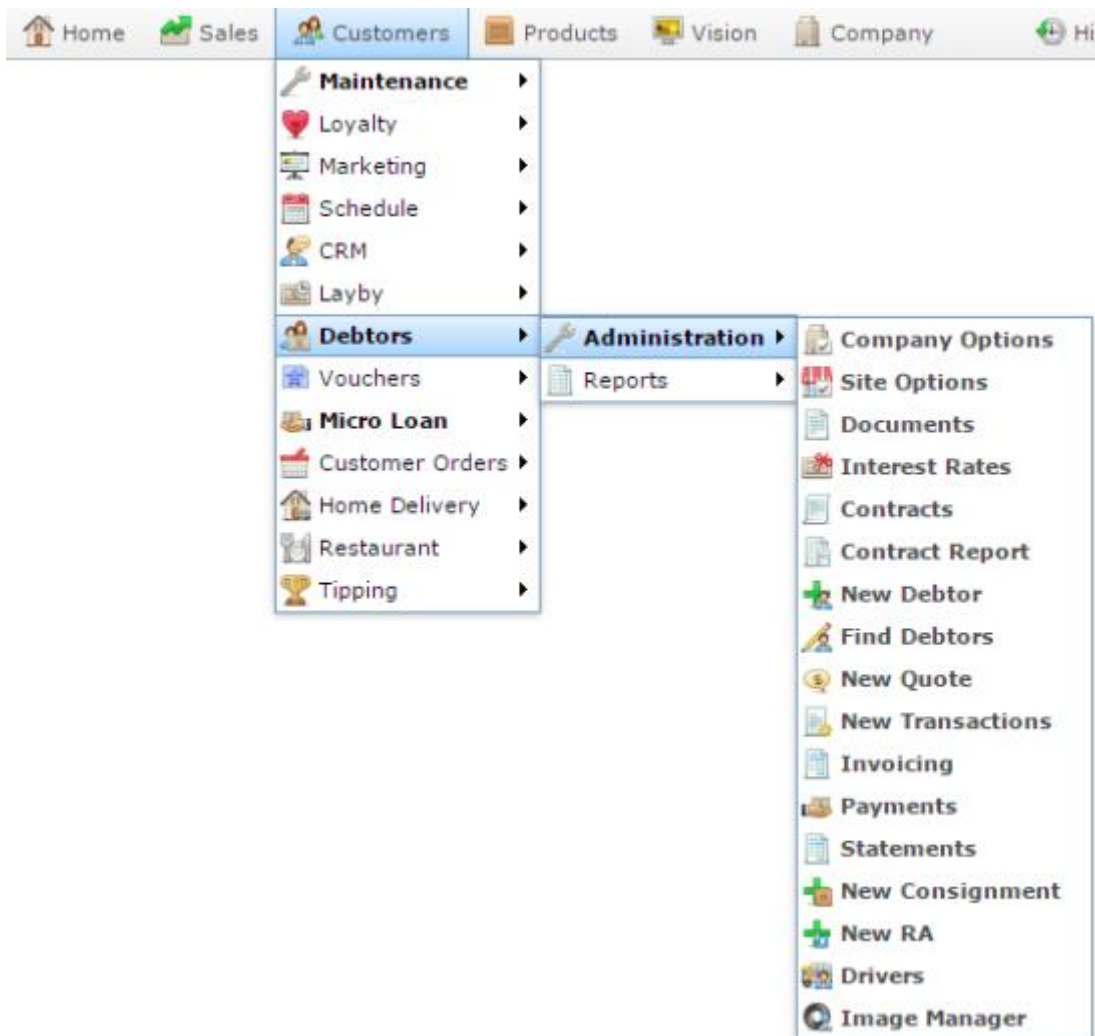 Home Sales Customers Products Vision Company Hi
Maintenance
Loyalty
Marketing
Schedule
CRM
Layby
Debtors
Vouchers
Micro Loan
Customer Orders
Home Delivery
Restaurant
Tipping
Administration
Reports
Company Options
Site Options
Documents
Interest Rates
Contracts
Contract Report
New Debtor
Find Debtors
New Quote
New Transactions
Invoicing
Payments
Statements
New Consignment
New RA
Drivers
Image Manager